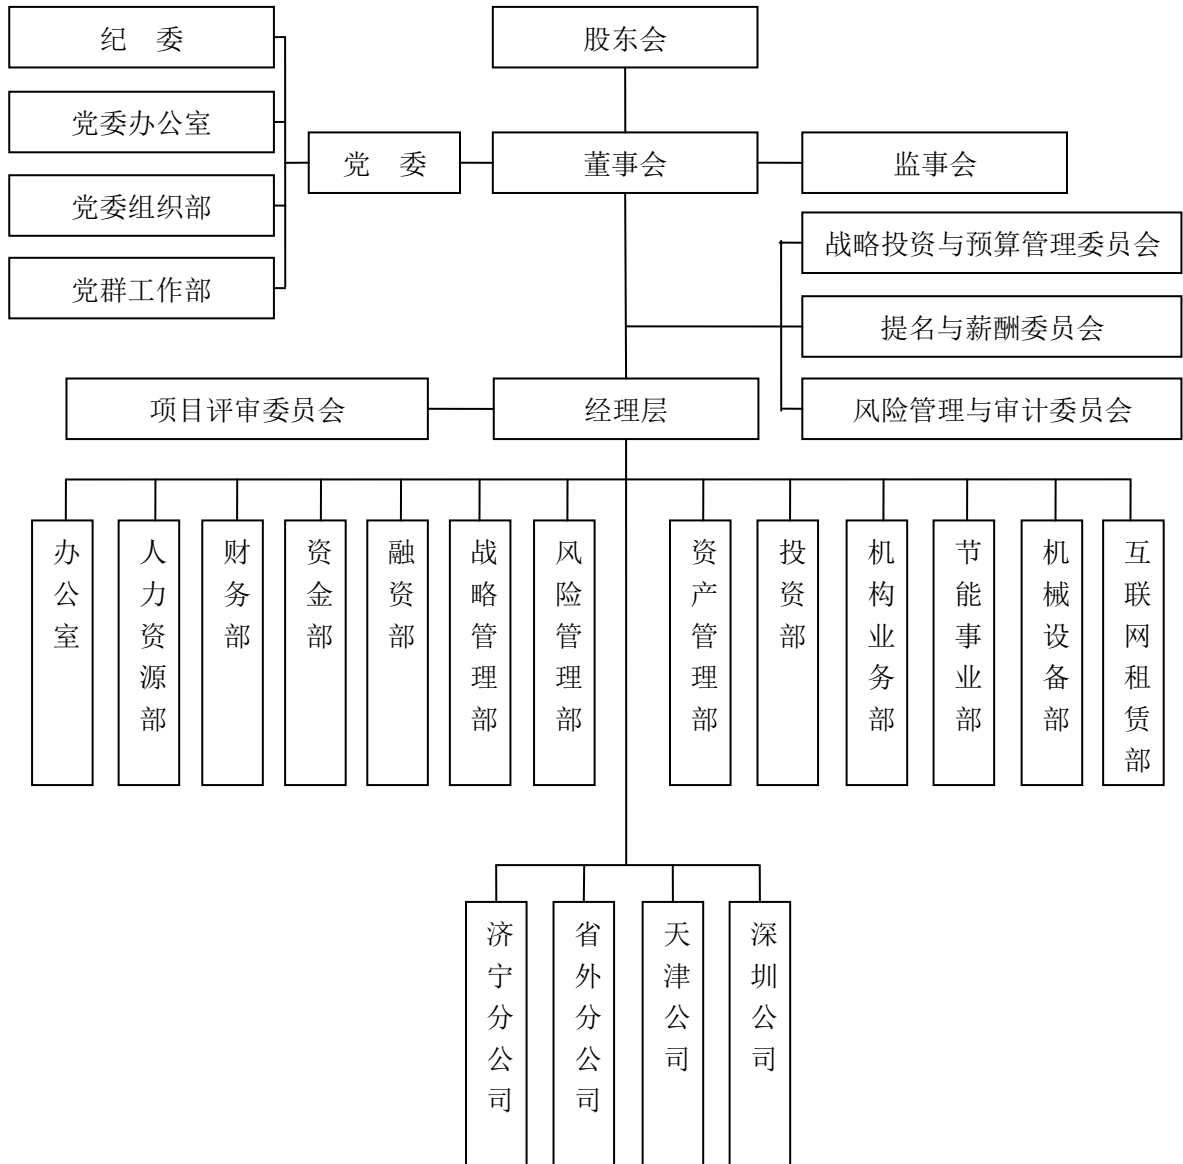 纪　委
股东会
党委办公室
党　委
董事会
监事会
党委组织部
战略投资与预算管理委员会
党群工作部
提名与薪酬委员会
项目评审委员会
经理层
风险管理与审计委员会
办公室
人力资源部
财务部
资金部
融资部
战略管理部
风险管理部
资产管理部
投资部
机构业务部
节能事业部
机械设备部
互联网租赁部
济宁分公司
省外分公司
天津公司
深圳公司